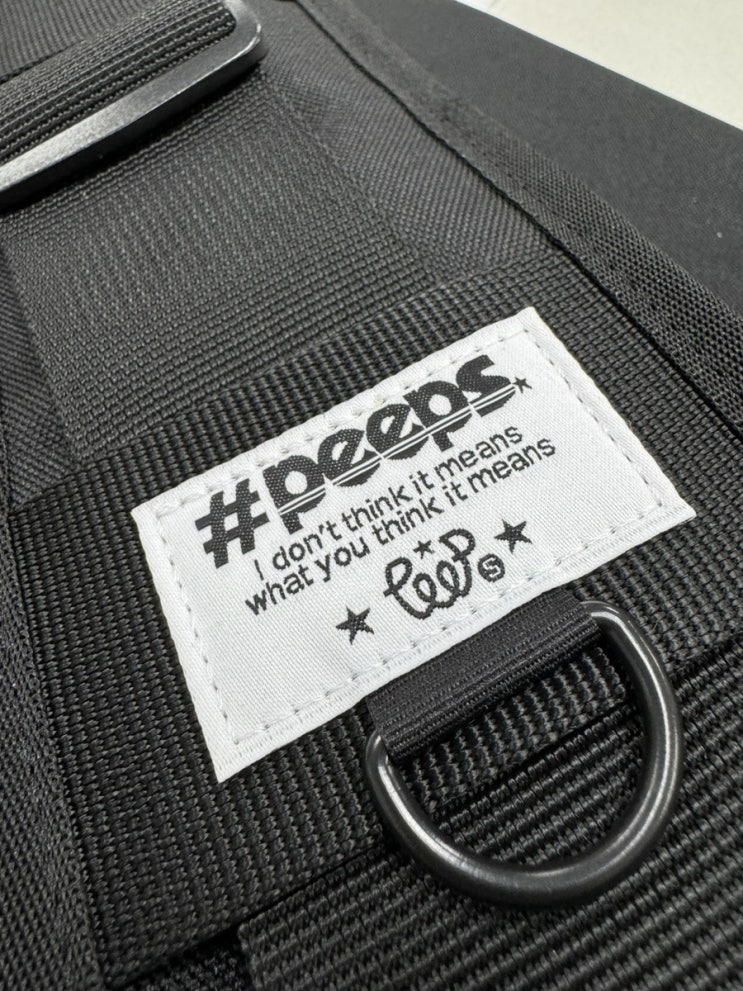 #peeps
I don't think it means
what you think it means
peeps